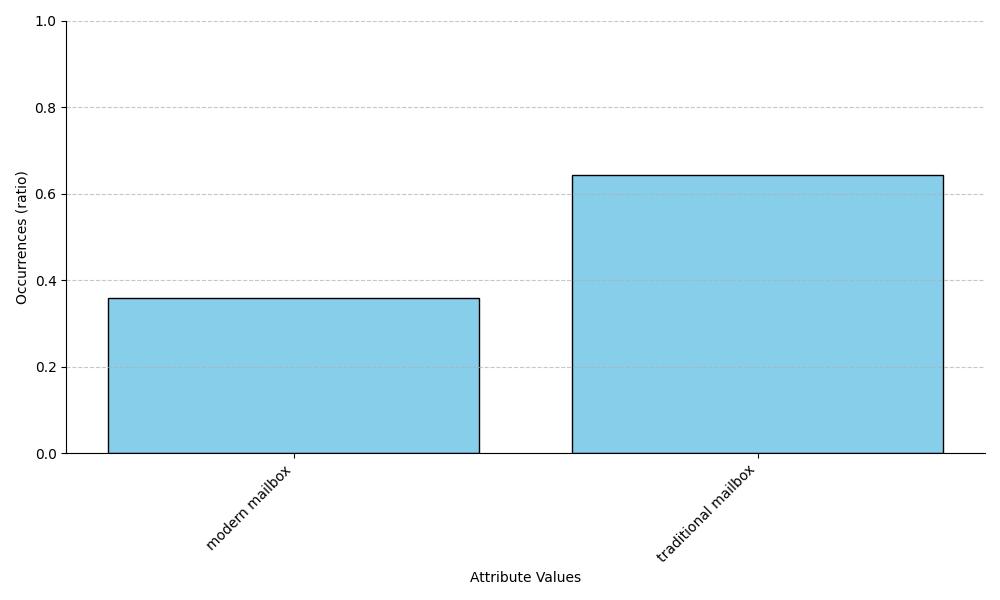 1.0
0.8
0.6
0.4
0.2
0.0
Occurrences (ratio)
modern mailbox
traditional mailbox
Attribute Values